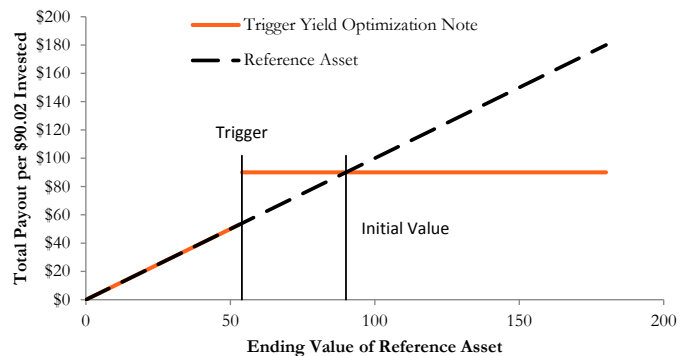 Total Payout per $90.02 Invested
$200
$180
$160
$140
$120
$100
$80
$60
$40
$20
$0
Trigger Yield Optimization Note
Reference Asset
Trigger
Initial Value
0
50
100
150
200
Ending Value of Reference Asset